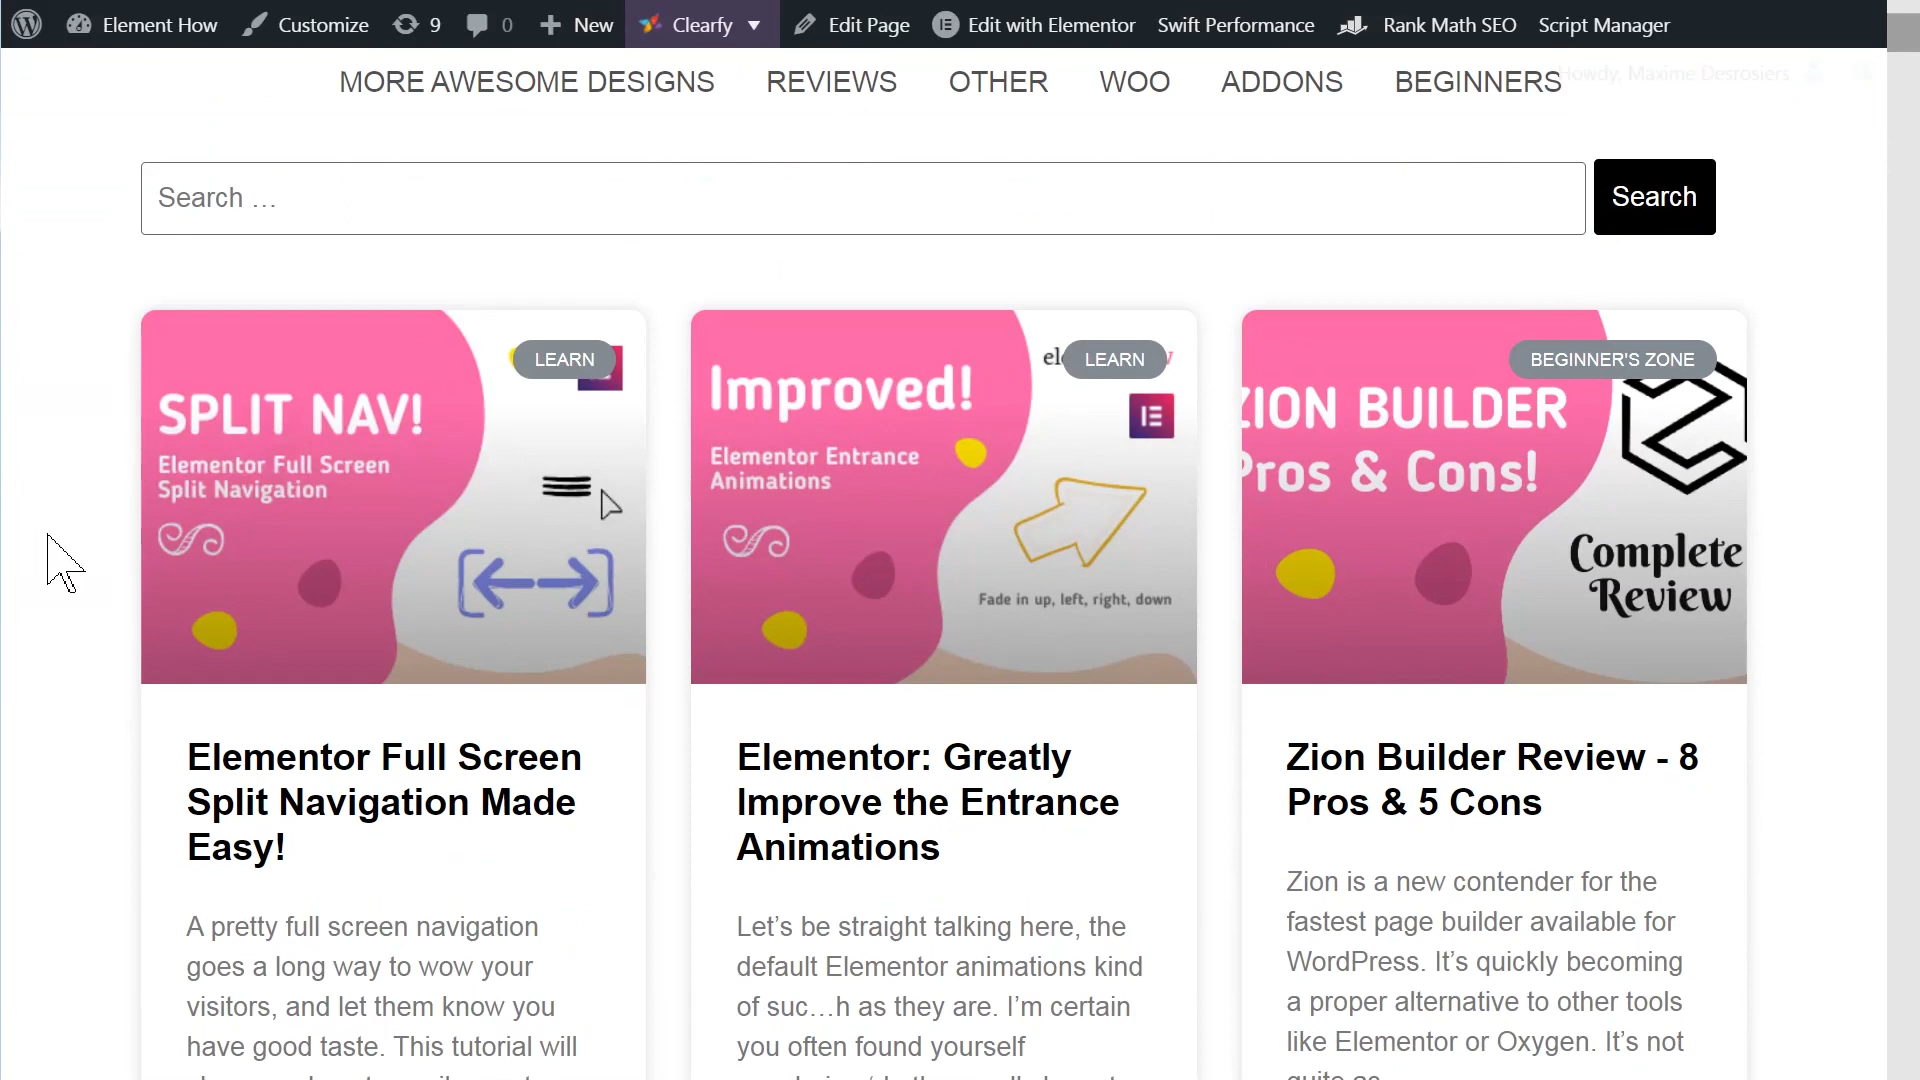 Element How Customize 9 0 New Clearfy Edit Page Edit with Elementor Swift Performance Rank Math SEO Script Manager
Howdy, Maxime Desrosiers
MORE AWESOME DESIGNS REVIEWS OTHER WOO ADDONS BEGINNERS
Search …
Search
LEARN
SPLIT NAV!
Elementor Full Screen
Split Navigation
Elementor Full Screen
Split Navigation Made
Easy!
A pretty full screen navigation
goes a long way to wow your
visitors, and let them know you
have good taste. This tutorial will
LEARN
Improved!
Elementor Entrance
Animations
Fade in up, left, right, down
Elementor: Greatly
Improve the Entrance
Animations
Let’s be straight talking here, the
default Elementor animations kind
of suc…h as they are. I’m certain
you often found yourself
BEGINNER'S ZONE
ZION BUILDER
Pros & Cons!
Complete
Review
Zion Builder Review - 8
Pros & 5 Cons
Zion is a new contender for the
fastest page builder available for
WordPress. It’s quickly becoming
a proper alternative to other tools
like Elementor or Oxygen. It’s not
quite as